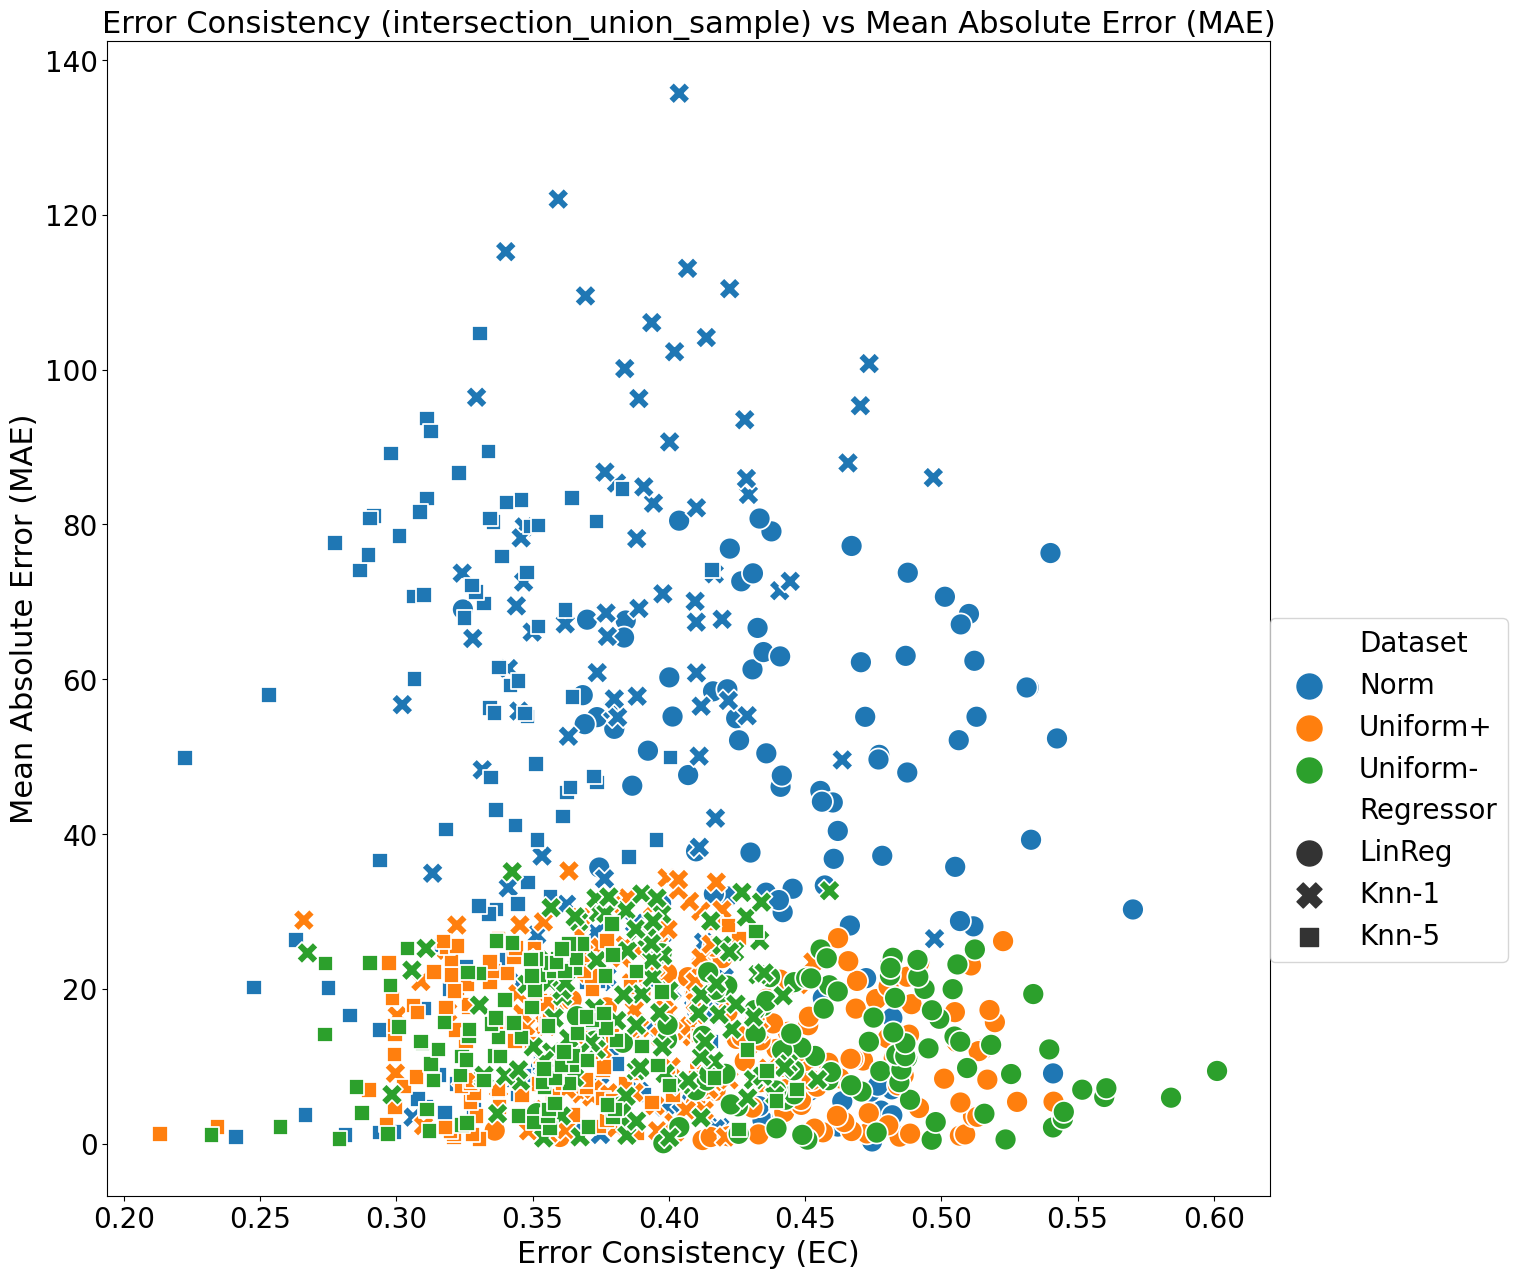 Error Consistency (intersection_union_sample) vs Mean Absolute Error (MAE)
140
120
100
80
60
40
20
0
Mean Absolute Error (MAE)
0.20 0.25 0.30 0.35 0.40 0.45 0.50 0.55 0.60
Error Consistency (EC)
Dataset
Norm
Uniform+
Uniform-
Regressor
LinReg
Knn-1
Knn-5